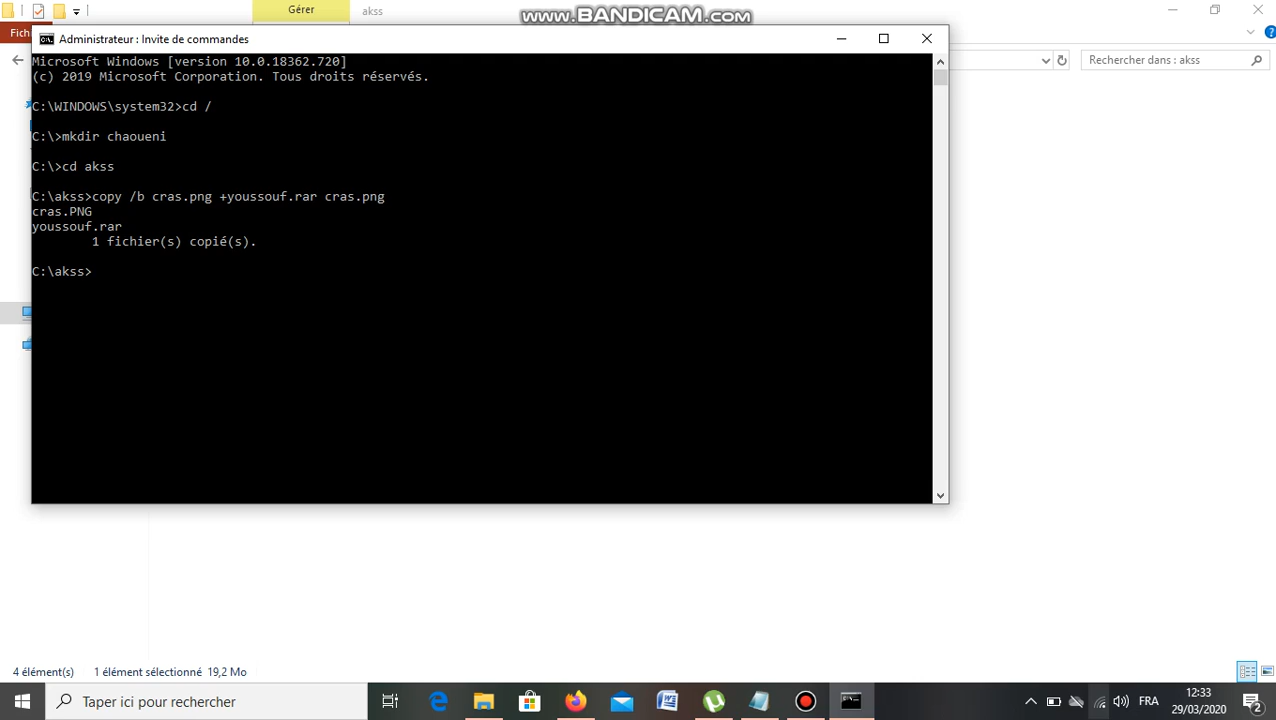 Gérer
akss
www.BANDICAM.com
Fich
Administrateur : Invite de commandes
Rechercher dans : akss
Microsoft Windows [version 10.0.18362.720]
(c) 2019 Microsoft Corporation. Tous droits réservés.
C:\WINDOWS\system32>cd /
C:\>mkdir chaoueni
C:\>cd akss
C:\akss>copy /b cras.png +youssouf.rar cras.png
cras.PNG
youssouf.rar
1 fichier(s) copié(s).
C:\akss>
4 élément(s) 1 élément sélectionné 19,2 Mo
Taper ici pour rechercher
FRA
12:33
29/03/2020
2